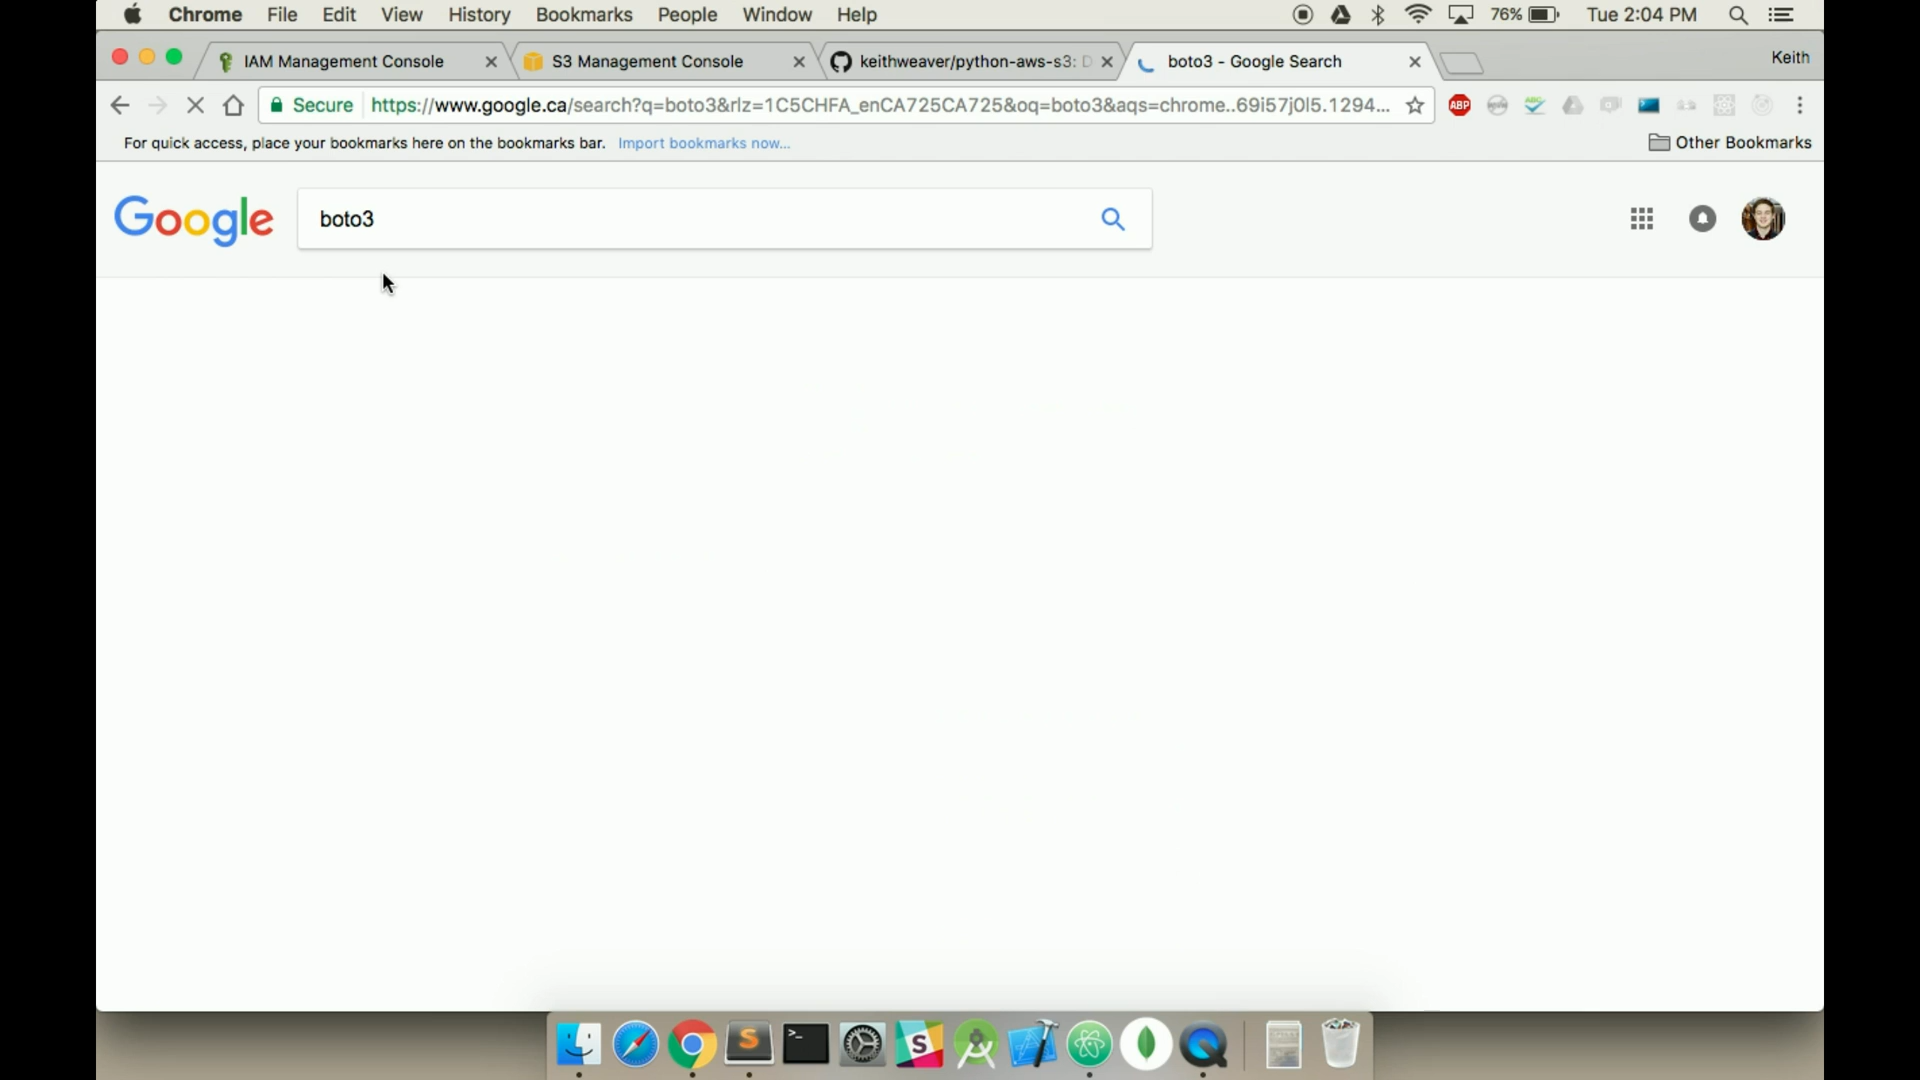 Chrome File Edit View History Bookmarks People Window Help 76% Tue 2:04 PM
IAM Management Console S3 Management Console keithweaver/python-aws-s3: D boto3 - Google Search Keith
Secure https://www.google.ca/search?q=boto3&rlz=1C5CHFA_enCA725CA725&oq=boto3&aqs=chrome..69i57j0l5.1294... ABP
For quick access, place your bookmarks here on the bookmarks bar. Import bookmarks now... Other Bookmarks
Google boto3